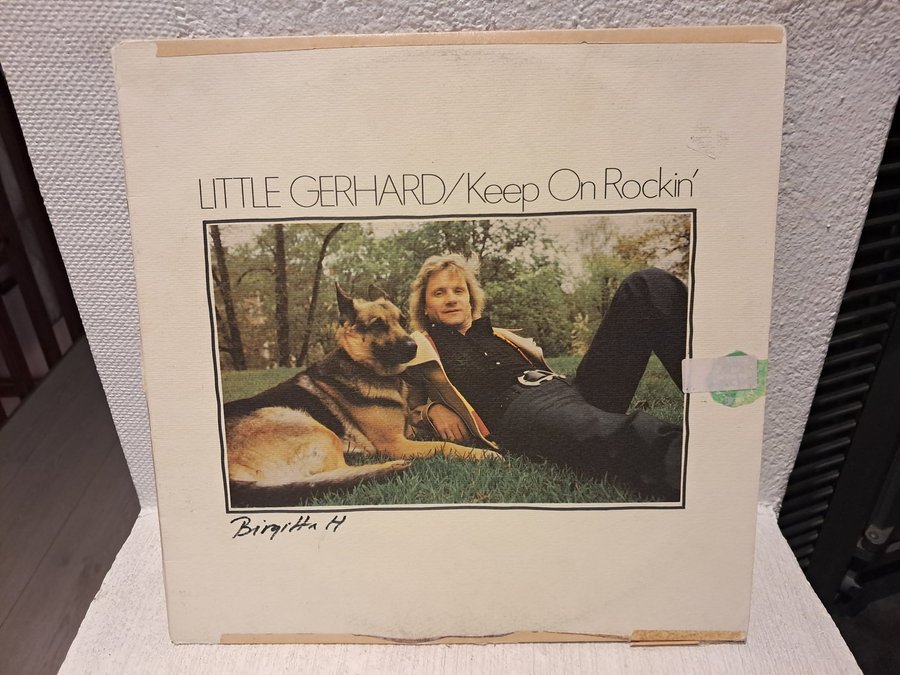 LITTLE GERHARD/Keep On Rockin'
Birgitta H